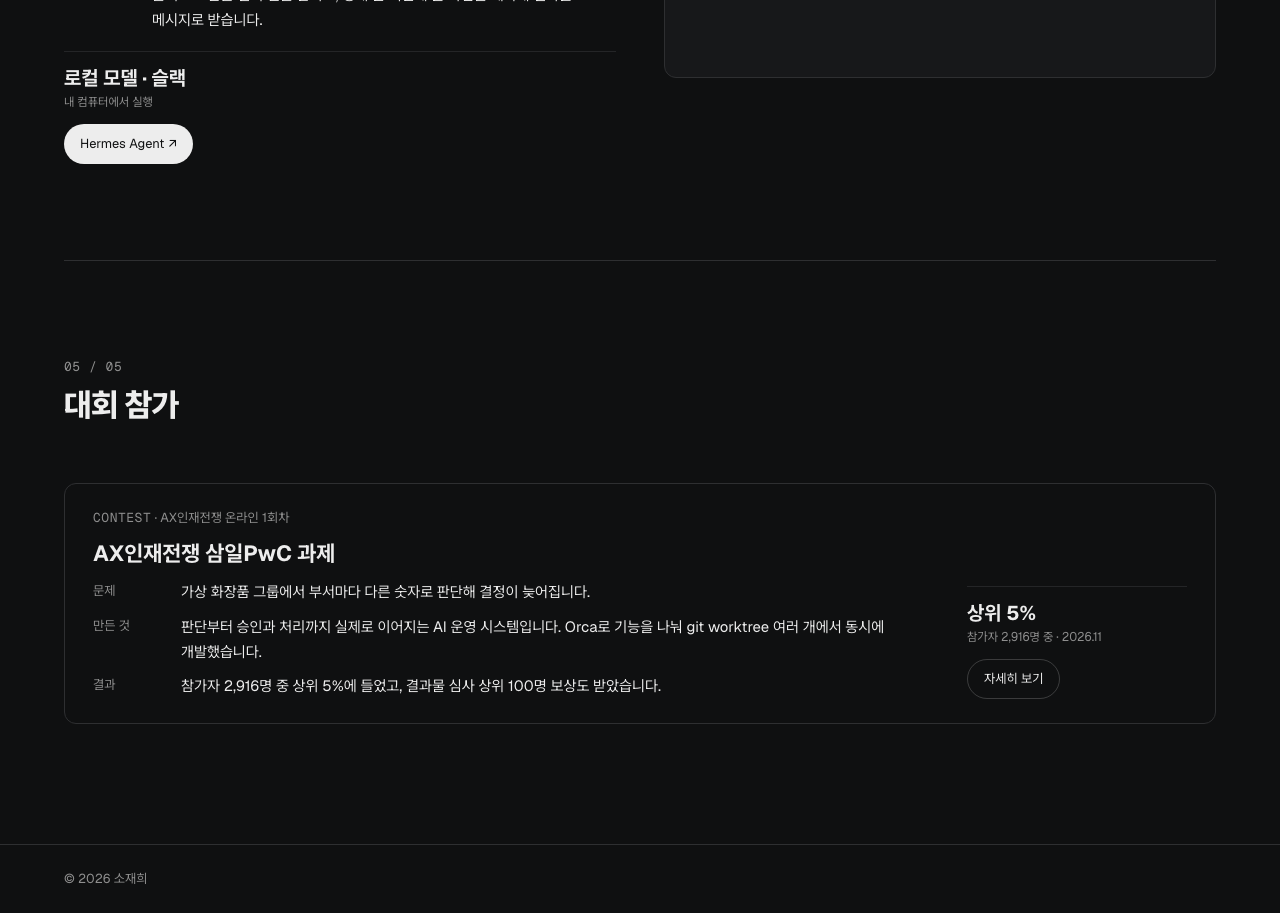 메시지로 받습니다.
로컬 모델 · 슬랙
내 컴퓨터에서 실행
Hermes Agent ↗
05 / 05
대회 참가
CONTEST · AX인재전쟁 온라인 1회차
AX인재전쟁 삼일PwC 과제
문제
가상 화장품 그룹에서 부서마다 다른 숫자로 판단해 결정이 늦어집니다.
만든 것
판단부터 승인과 처리까지 실제로 이어지는 AI 운영 시스템입니다. Orca로 기능을 나눠 git worktree 여러 개에서 동시에
개발했습니다.
결과
참가자 2,916명 중 상위 5%에 들었고, 결과물 심사 상위 100명 보상도 받았습니다.
상위 5%
참가자 2,916명 중 · 2026.11
자세히 보기
© 2026 소재희